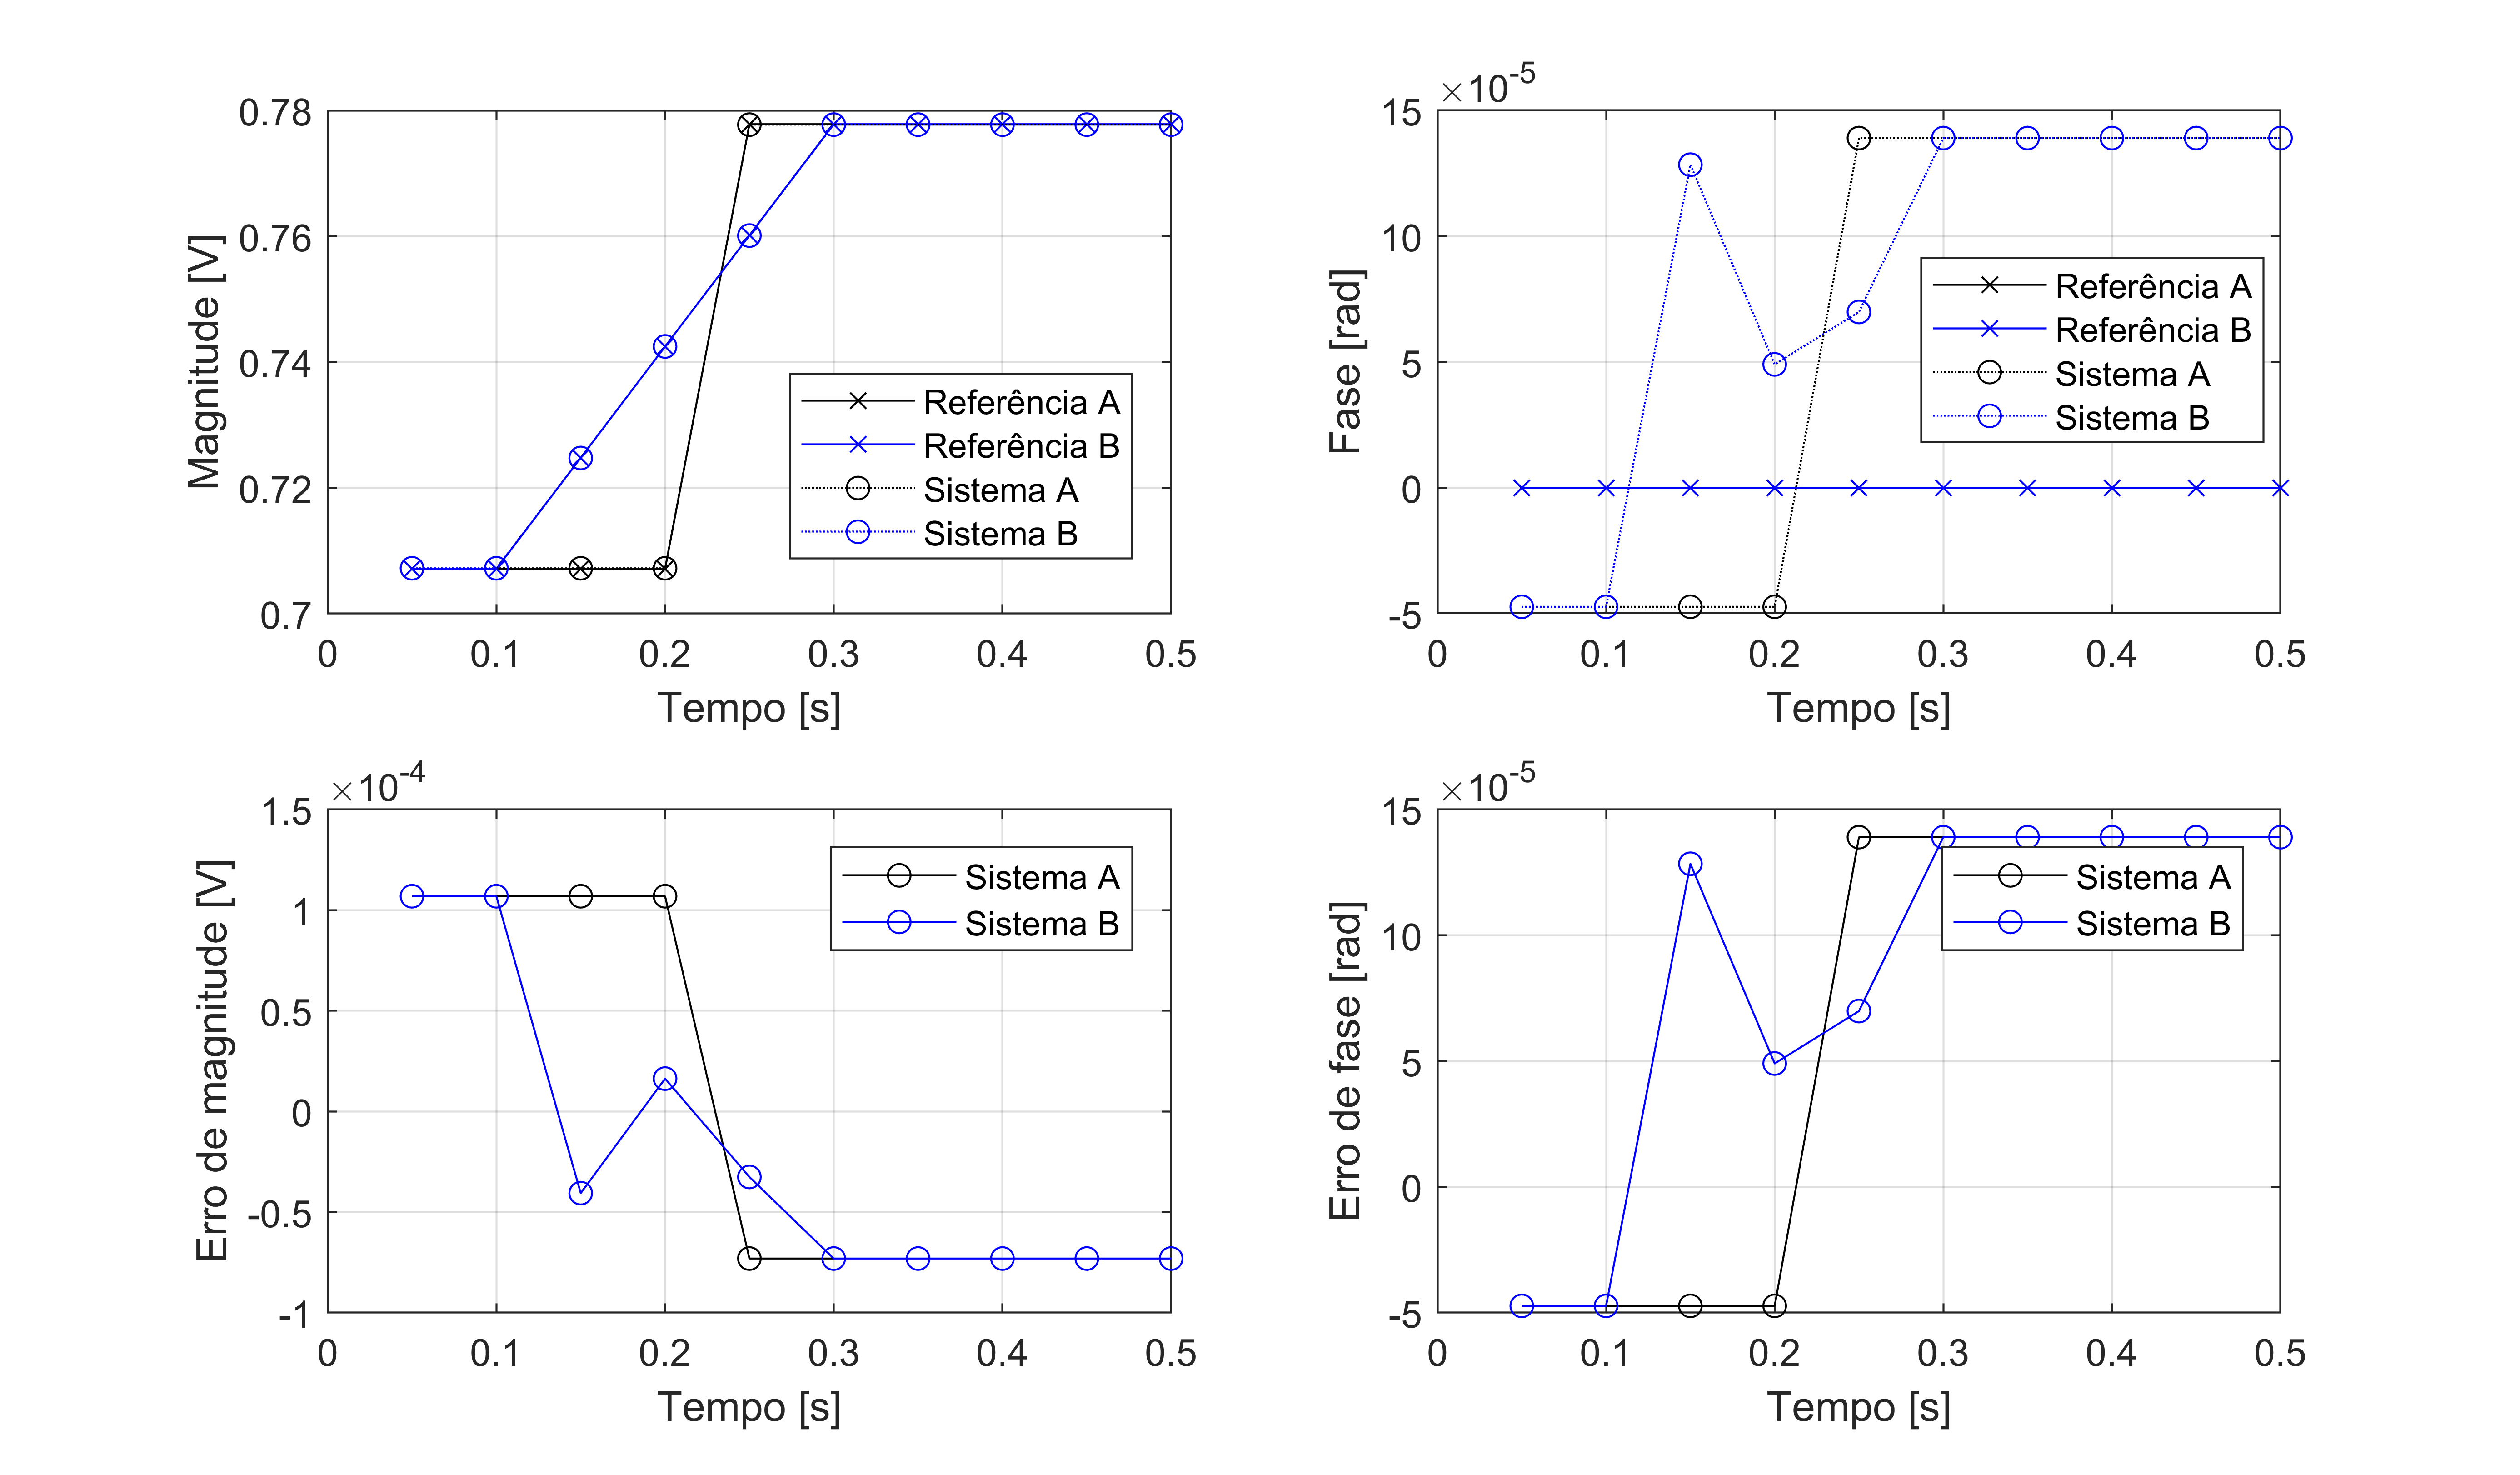 0.78
0.76
0.74
0.72
0.7
0 0.1 0.2 0.3 0.4 0.5
Magnitude [V]
Tempo [s]
Referência A
Referência B
Sistema A
Sistema B
×10-5
15
10
5
0
-5
0 0.1 0.2 0.3 0.4 0.5
Fase [rad]
Tempo [s]
Referência A
Referência B
Sistema A
Sistema B
×10-4
1.5
1
0.5
0
-0.5
-1
0 0.1 0.2 0.3 0.4 0.5
Erro de magnitude [V]
Tempo [s]
Sistema A
Sistema B
×10-5
15
10
5
0
-5
0 0.1 0.2 0.3 0.4 0.5
Erro de fase [rad]
Tempo [s]
Sistema A
Sistema B